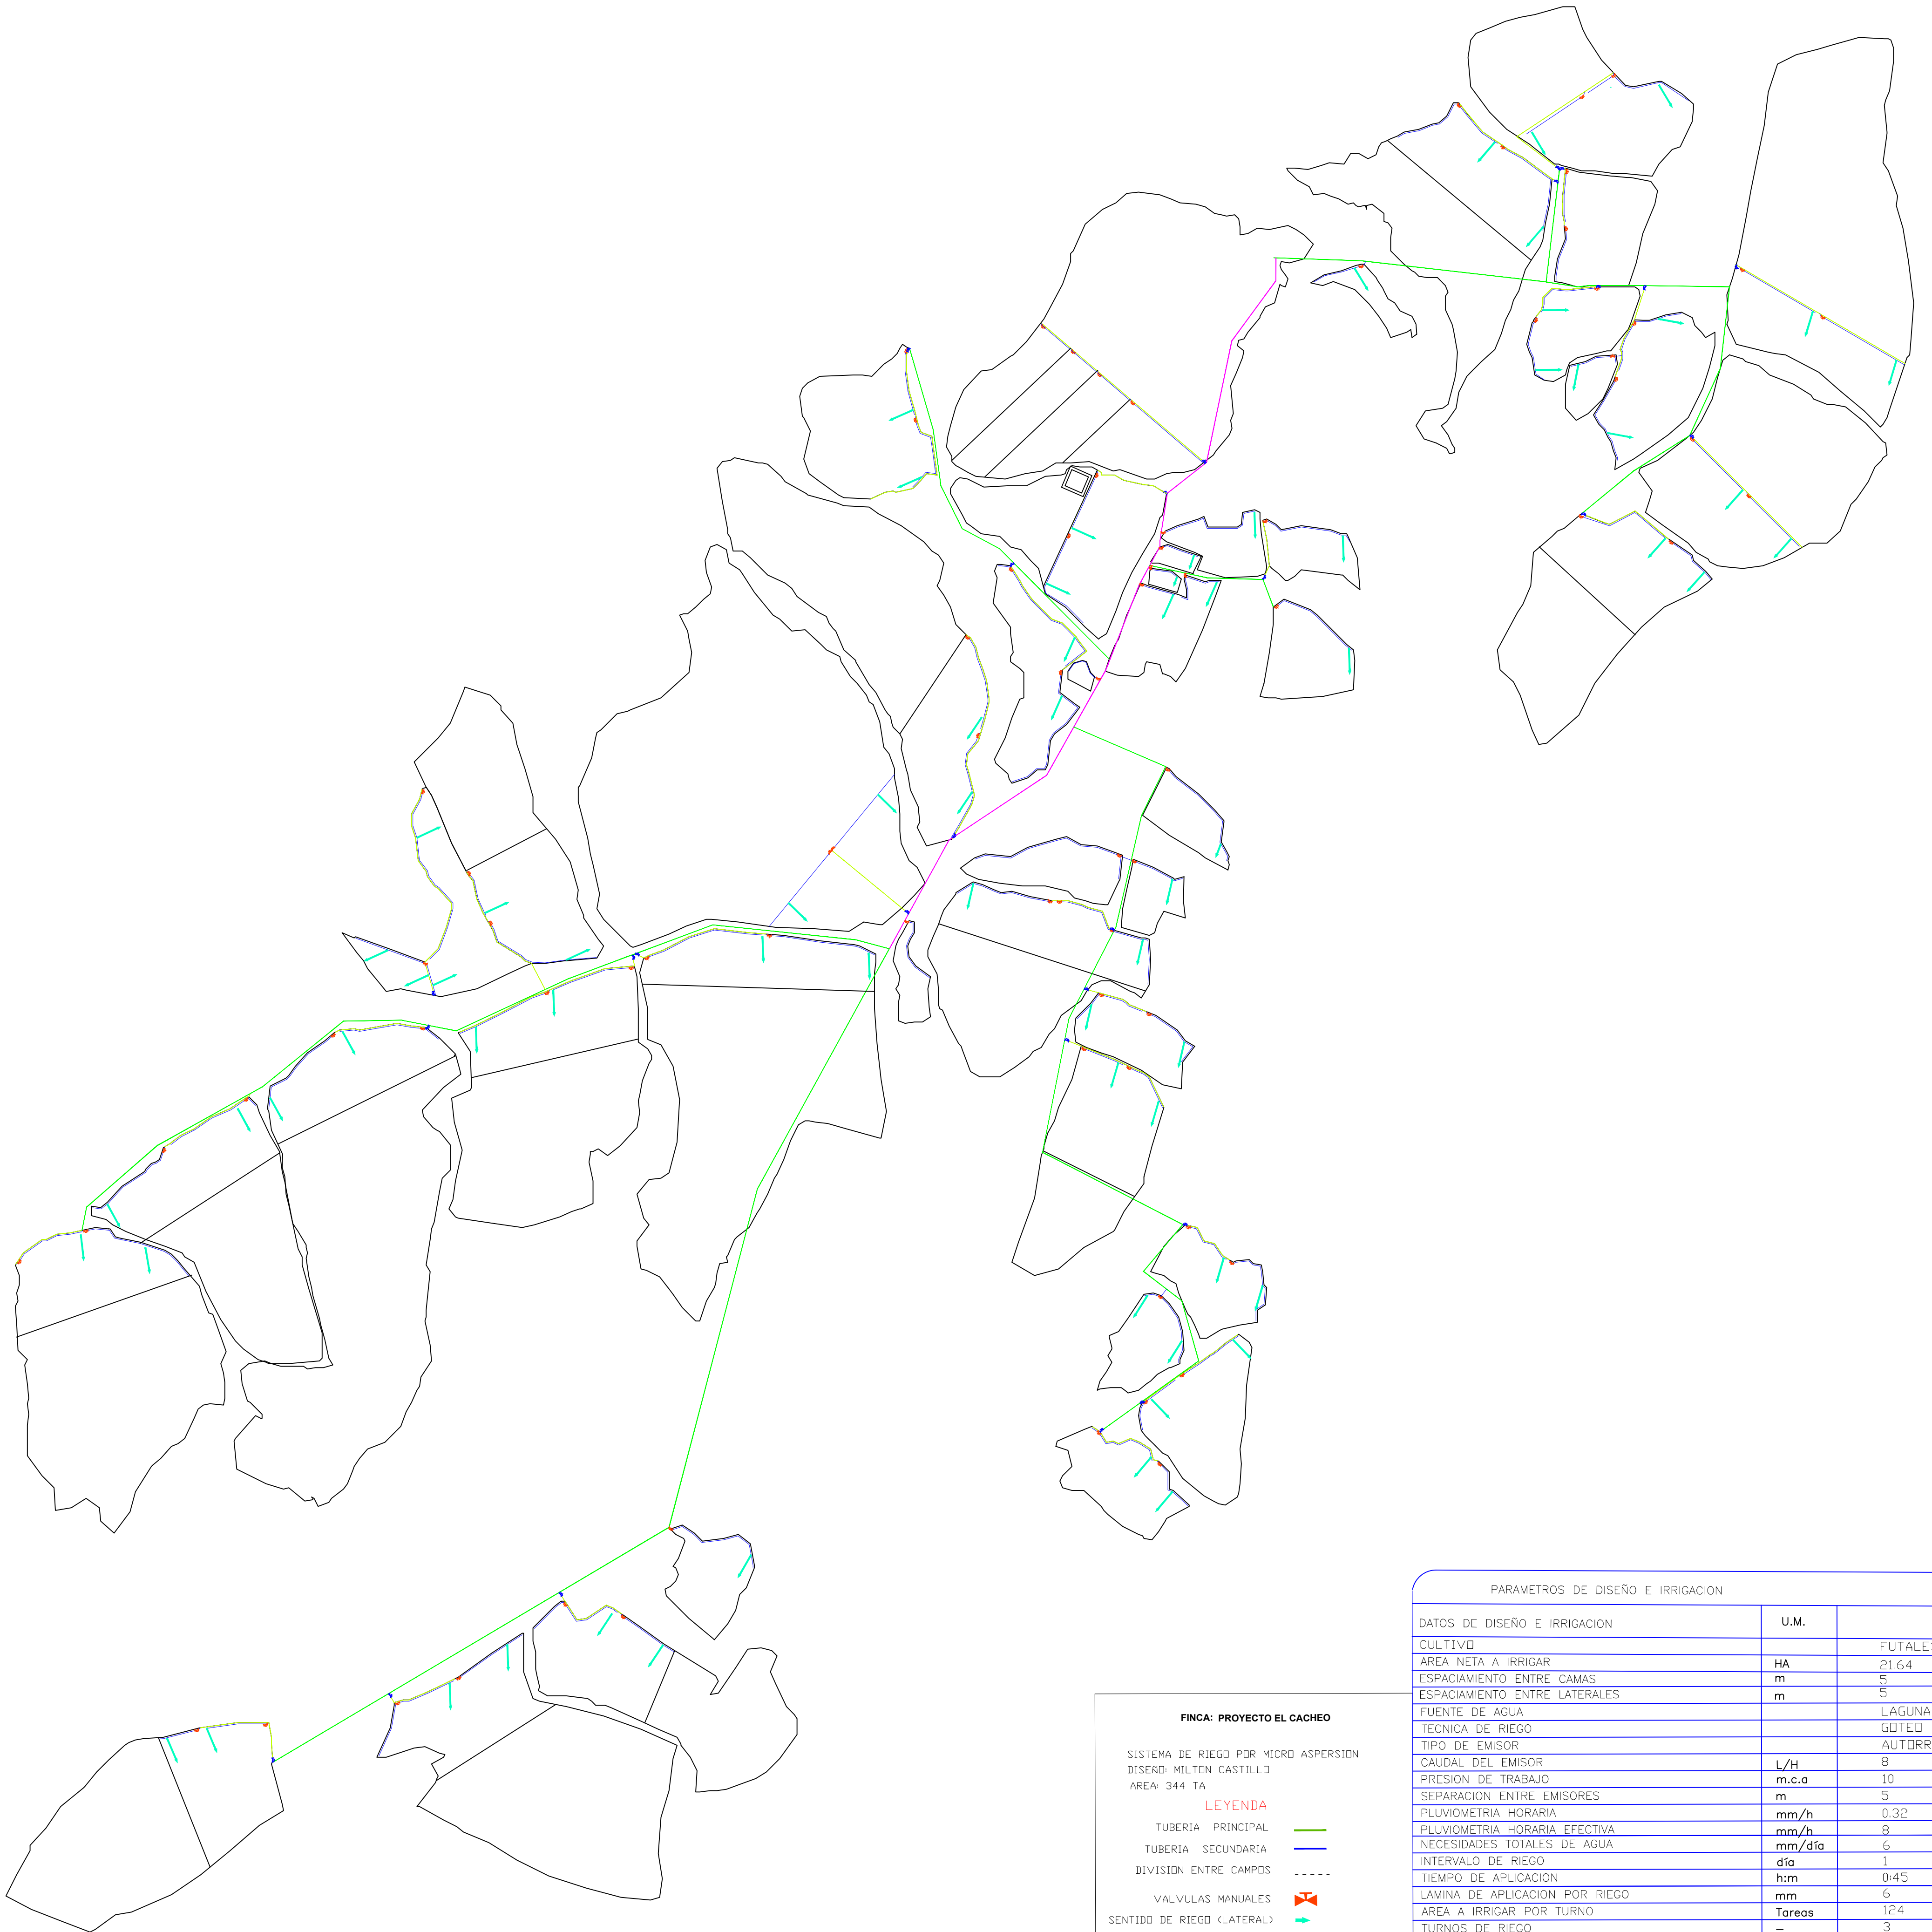 FINCA: PROYECTO EL CACHEO
SISTEMA DE RIEGO POR MICRO ASPERSION
DISEÑO: MILTON CASTILLO
AREA: 344 TA
LEYENDA
TUBERIA PRINCIPAL
TUBERIA SECUNDARIA
DIVISION ENTRE CAMPOS
VALVULAS MANUALES
SENTIDO DE RIEGO (LATERAL)
PARAMETROS DE DISEÑO E IRRIGACION
DATOS DE DISEÑO E IRRIGACION U.M.
CULTIVO FUTALE
AREA NETA A IRRIGAR HA 21.64
ESPACIAMIENTO ENTRE CAMAS m 5
ESPACIAMIENTO ENTRE LATERALES m 5
FUENTE DE AGUA LAGUNA
TECNICA DE RIEGO GOTEO
TIPO DE EMISOR AUTORR
CAUDAL DEL EMISOR L/H 8
PRESION DE TRABAJO m.c.a 10
SEPARACION ENTRE EMISORES m 5
PLUVIOMETRIA HORARIA mm/h 0.32
PLUVIOMETRIA HORARIA EFECTIVA mm/h 8
NECESIDADES TOTALES DE AGUA mm/día 6
INTERVALO DE RIEGO día 1
TIEMPO DE APLICACION h:m 0:45
LAMINA DE APLICACION POR RIEGO mm 6
AREA A IRRIGAR POR TURNO Tareas 124
TURNOS DE RIEGO – 3